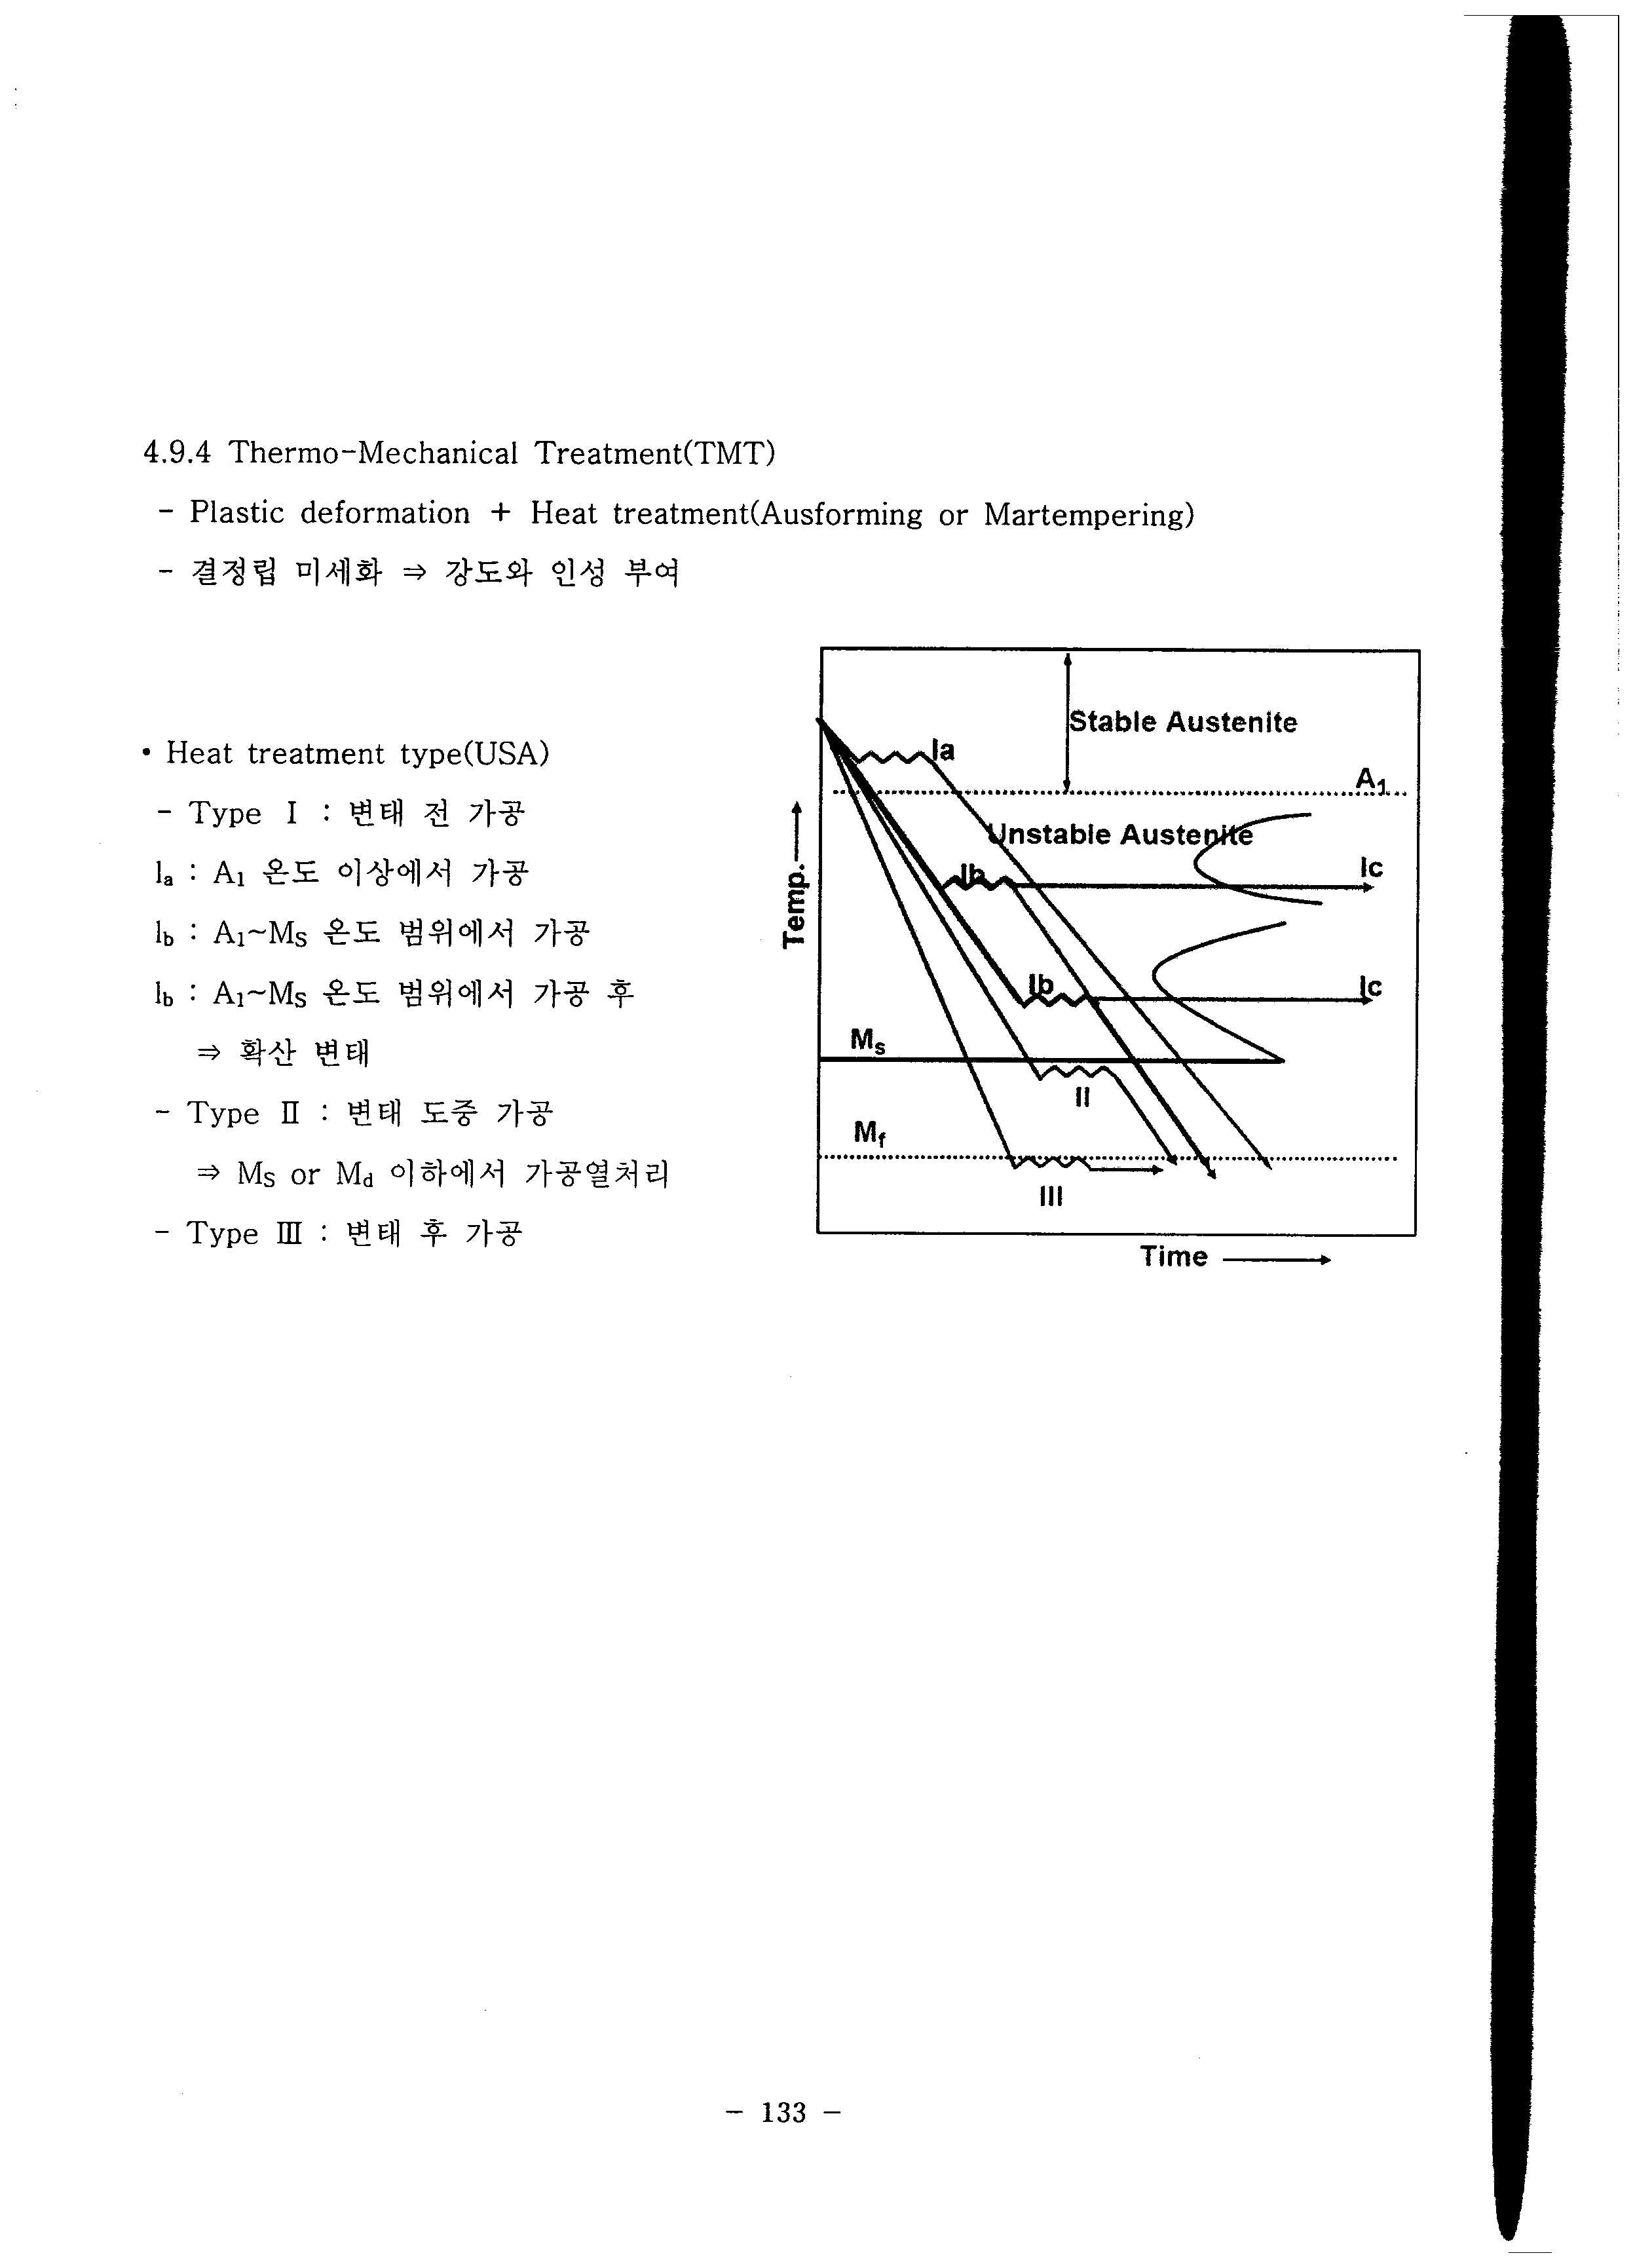 4.9.4 Thermo-Mechanical Treatment(TMT)
- Plastic deformation + Heat treatment(Ausforming or Martempering)
- 결정립 미세화 ⇒ 강도와 인성 부여
• Heat treatment type(USA)
- Type Ⅰ : 변태 전 가공
Ia : A1 온도 이상에서 가공
Ib : A1~MS 온도 범위에서 가공
Ib : A1~MS 온도 범위에서 가공 후
⇒ 확산 변태
- Type Ⅱ : 변태 도중 가공
⇒ MS or Md 이하에서 가공열처리
- Type Ⅲ : 변태 후 가공
Stable Austenite
Ia
A1
Unstable Austenite
Ib
Ic
Temp.
Ib
Ic
Ms
II
Mf
III
Time
- 133 -